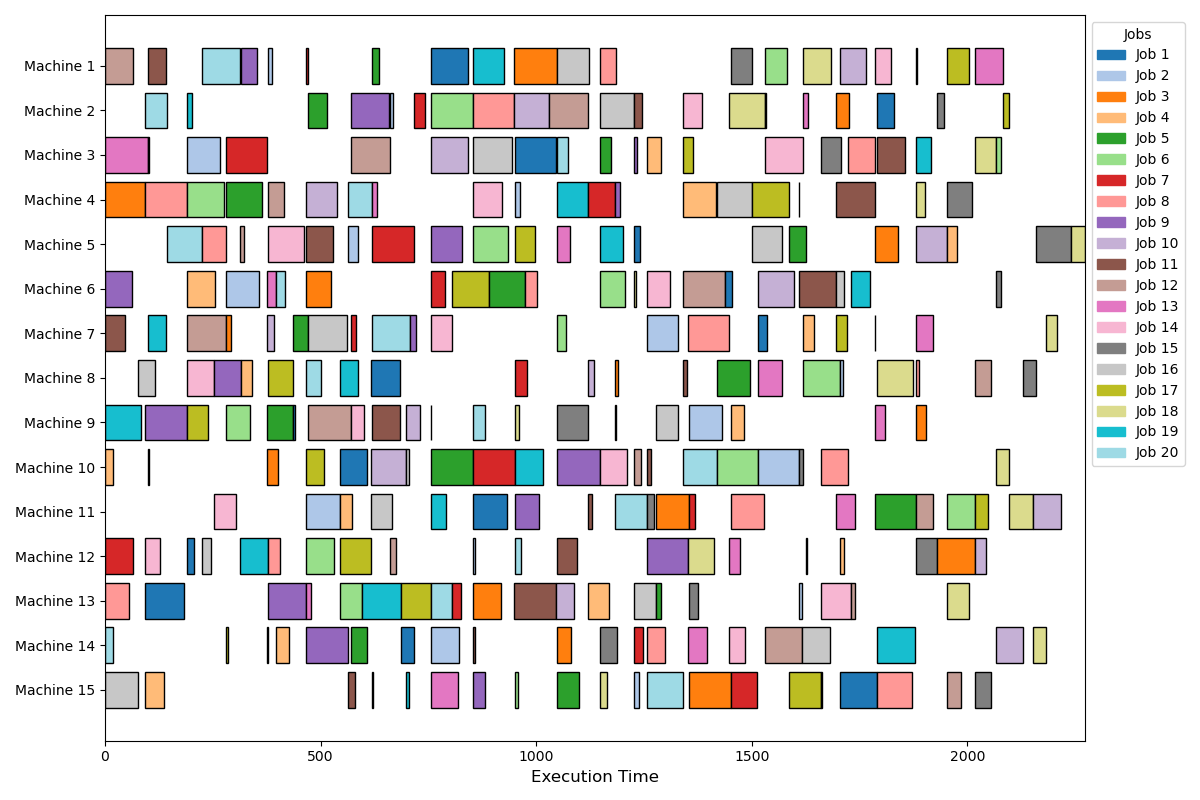 Machine 1
Machine 2
Machine 3
Machine 4
Machine 5
Machine 6
Machine 7
Machine 8
Machine 9
Machine 10
Machine 11
Machine 12
Machine 13
Machine 14
Machine 15
0 500 1000 1500 2000
Execution Time
Jobs
Job 1
Job 2
Job 3
Job 4
Job 5
Job 6
Job 7
Job 8
Job 9
Job 10
Job 11
Job 12
Job 13
Job 14
Job 15
Job 16
Job 17
Job 18
Job 19
Job 20